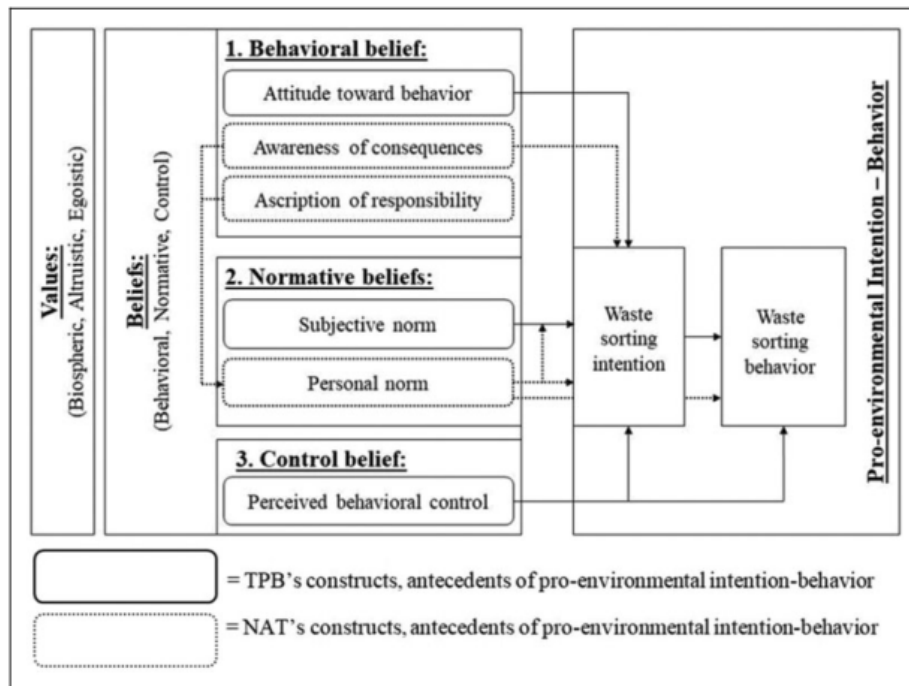 Values:
(Biospheric, Altruistic, Egoistic)
Beliefs:
(Behavioral, Normative, Control)
1. Behavioral belief:
Attitude toward behavior
Awareness of consequences
Ascription of responsibility
2. Normative beliefs:
Subjective norm
Personal norm
3. Control belief:
Perceived behavioral control
Waste
sorting
intention
Waste
sorting
behavior
Pro-environmental Intention – Behavior
= TPB’s constructs, antecedents of pro-environmental intention-behavior
= NAT’s constructs, antecedents of pro-environmental intention-behavior